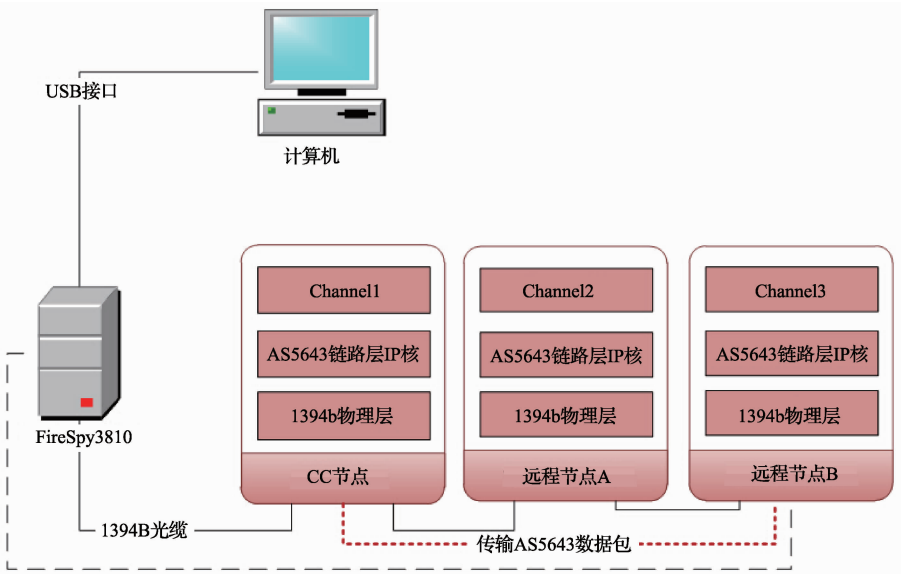 USB接口
计算机
Channel1
Channel2
Channel3
AS5643链路层IP核
AS5643链路层IP核
AS5643链路层IP核
1394b物理层
1394b物理层
1394b物理层
FireSpy3810
CC节点
远程节点A
远程节点B
1394B光缆
传输AS5643数据包